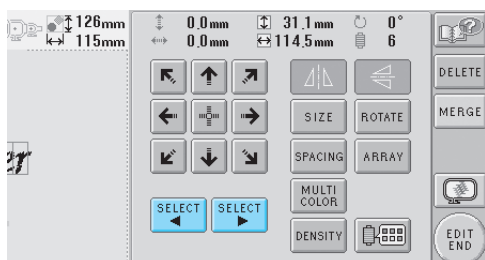 126mm 0.0mm 31.1mm 0°
115mm 0.0mm 114.5mm 6
DELETE
MERGE
SIZE ROTATE
SPACING ARRAY
MULTI
COLOR
SELECT SELECT
DENSITY
EDIT
END